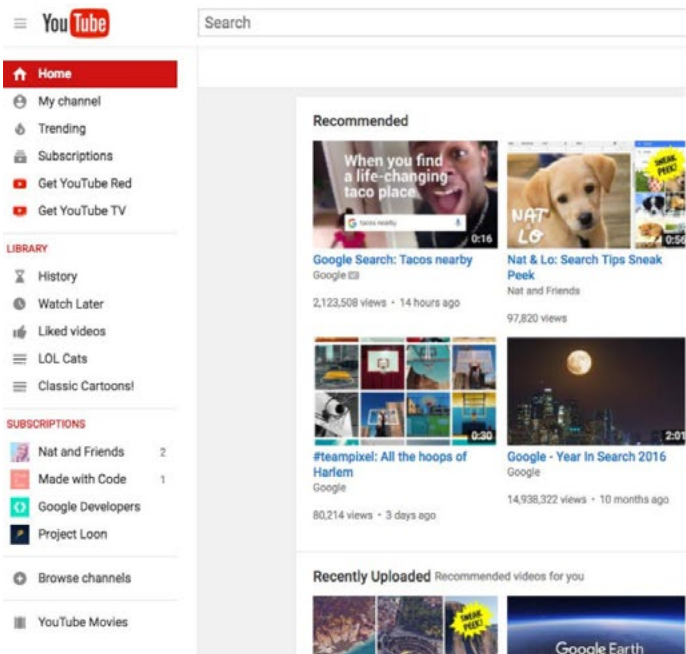 YouTube
Search
Home
My channel
Trending
Subscriptions
Get YouTube Red
Get YouTube TV
LIBRARY
History
Watch Later
Liked videos
LOL Cats
Classic Cartoons!
SUBSCRIPTIONS
Nat and Friends 2
Made with Code 1
Google Developers
Project Loon
Browse channels
YouTube Movies
Recommended
When you find
a life-changing
taco place
G tacos nearby
0:16
Google Search: Tacos nearby
Google
2,123,508 views • 14 hours ago
SNEAK
PEEK!
NAT
& LO
0:56
Nat & Lo: Search Tips Sneak
Peek
Nat and Friends
97,820 views
0:30
#teampixel: All the hoops of
Harlem
Google
80,214 views • 3 days ago
2:01
Google - Year In Search 2016
Google
14,938,322 views • 10 months ago
Recently Uploaded Recommended videos for you
SNEAK
PEEK!
Google Earth